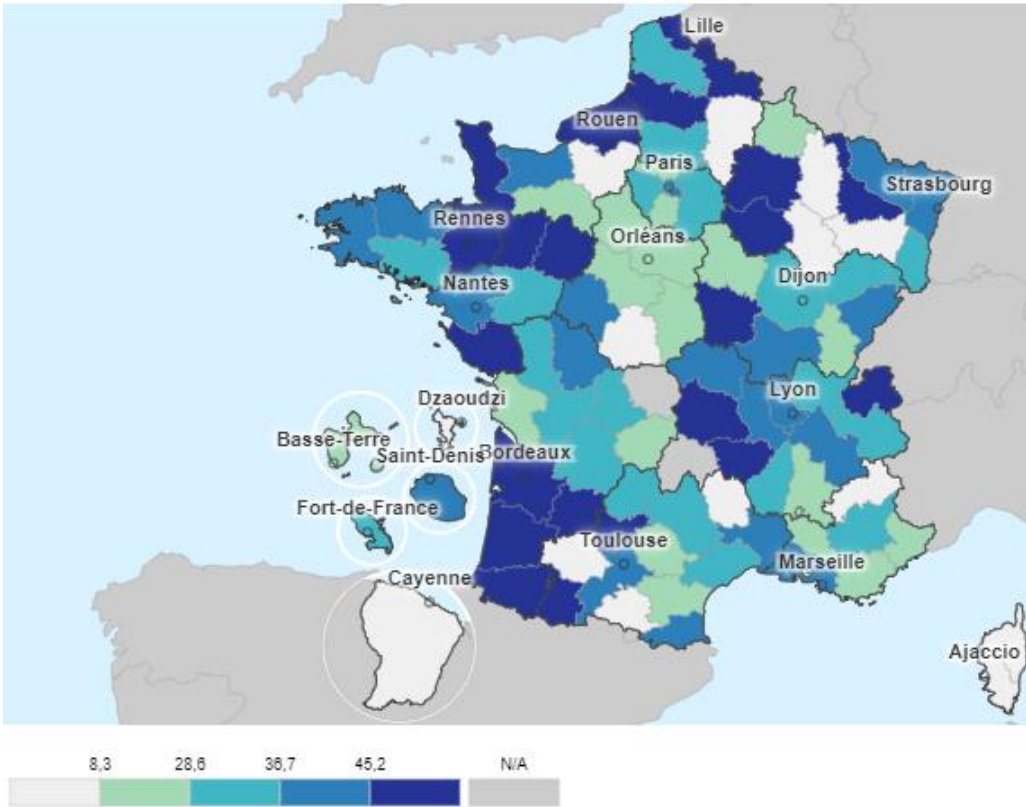 Lille
Rouen
Paris
Strasbourg
Rennes
Orléans
Nantes
Dijon
Dzaoudzi
Lyon
Basse-Terre
Saint-Denis
Bordeaux
Fort-de-France
Toulouse
Marseille
Cayenne
Ajaccio
8,3 28,6 36,7 45,2 N/A